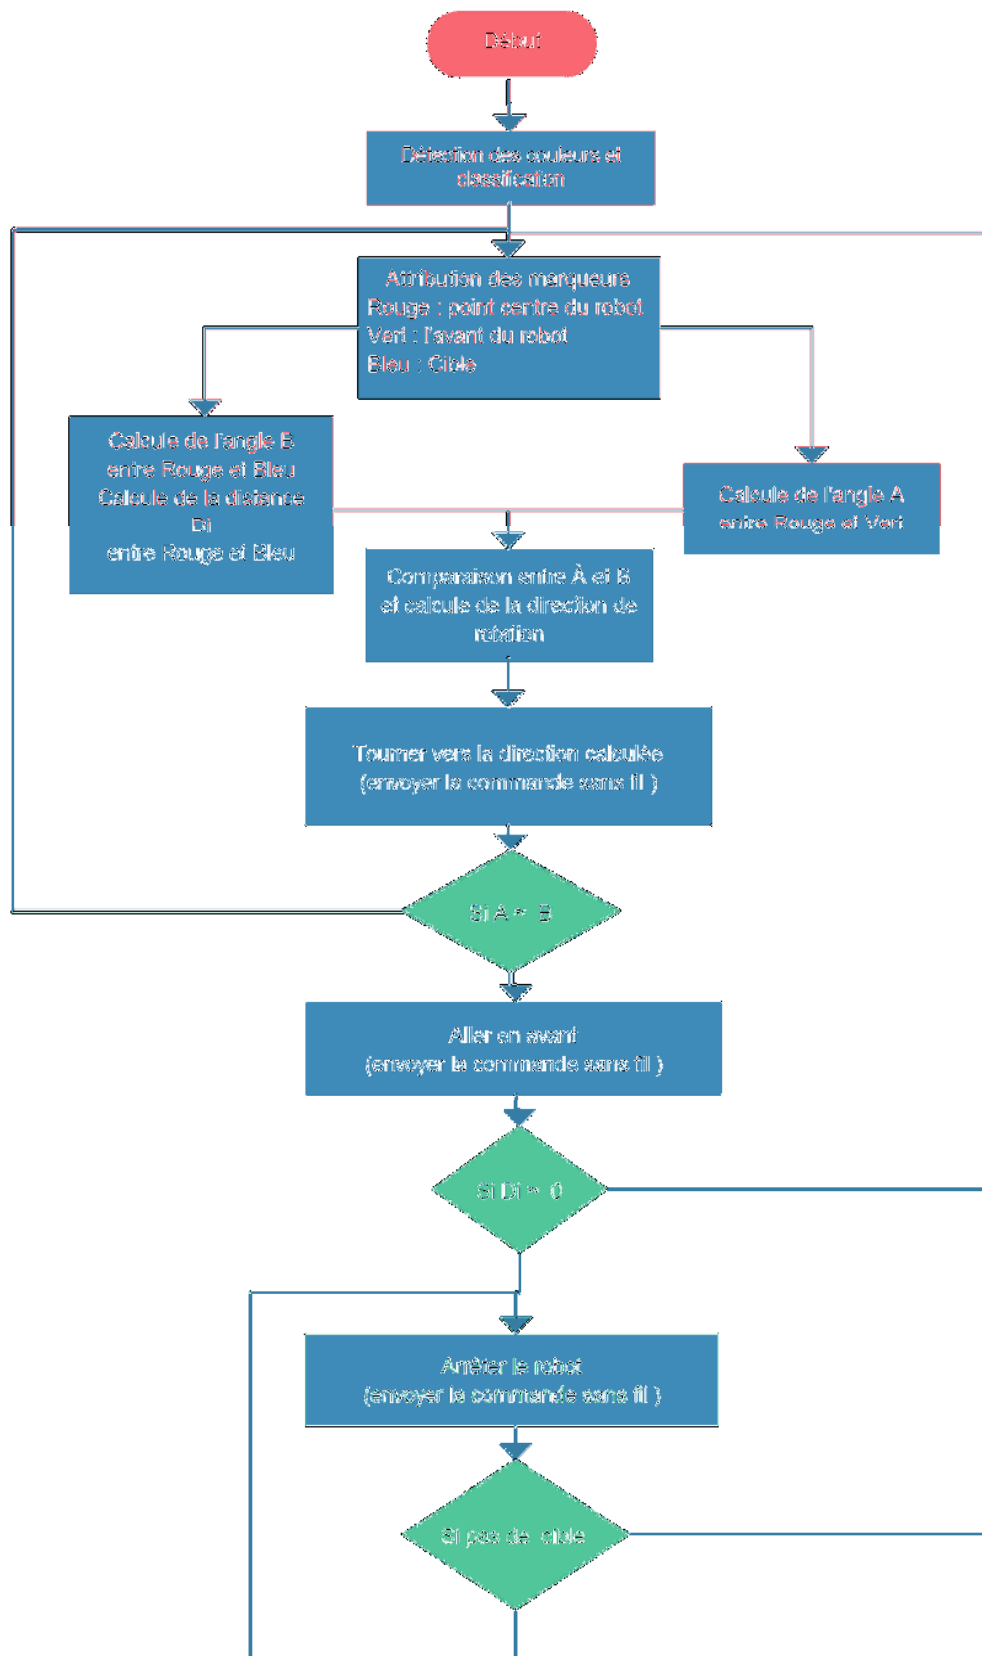 Début
Détection des couleurs et
classification
Attribution des marqueurs
Rouge : point centre du robot
Vert : l'avant du robot
Bleu : Cible
Calcule de l'angle B
entre Rouge et Bleu
Calcule de la distance
Di
entre Rouge et Bleu
Calcule de l'angle A
entre Rouge et Vert
Comparaison entre À et B
et calcule de la direction de
rotation
Tourner vers la direction calculée
(envoyer la commande sans fil )
Si A ≈ B
Aller en avant
(envoyer la commande sans fil )
Si Di ≈ 0
Arrêter le robot
(envoyer la commande sans fil )
Si pas de cible